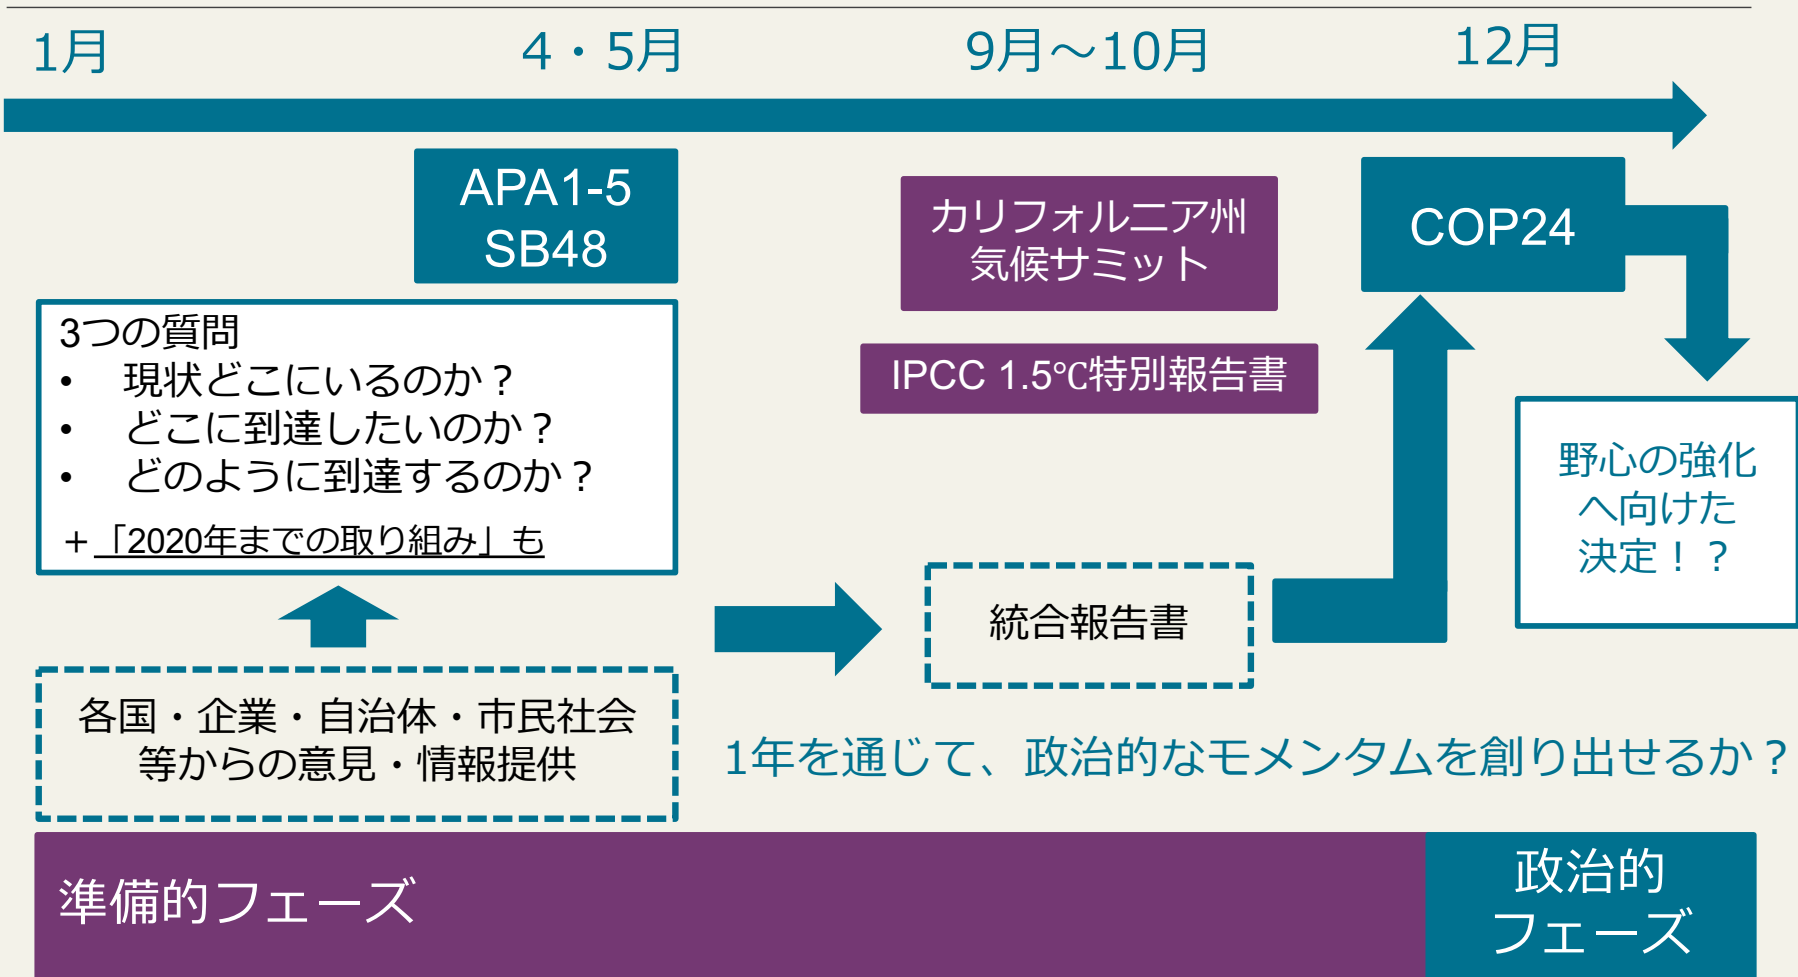 1月
4・5月
9月～10月
12月
APA1-5
SB48
カリフォルニア州
気候サミット
COP24
IPCC 1.5℃特別報告書
3つの質問
• 現状どこにいるのか？
• どこに到達したいのか？
• どのように到達するのか？
＋「2020年までの取り組み」も
野心の強化
へ向けた
決定！？
統合報告書
各国・企業・自治体・市民社会
等からの意見・情報提供
1年を通じて、政治的なモメンタムを創り出せるか？
準備的フェーズ
政治的
フェーズ